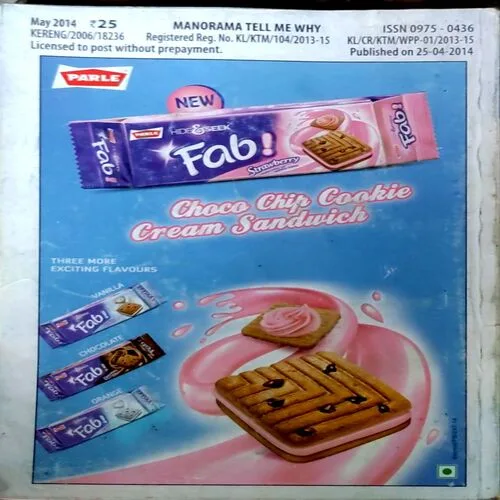 May 2014 ₹25 MANORAMA TELL ME WHY ISSN 0975 - 0436
KERENG/2006/18236 Registered Reg. No. KL/KTM/104/2013-15 KL/CR/KTM/WPP-01/2013-15
Licensed to post without prepayment. Published on 25-04-2014
PARLE
NEW
Fab!
PARLE
HIDE&SEEK
Fab!
Strawberry
Fab!
Choco Chip Cookie
Cream Sandwich
THREE MORE
EXCITING FLAVOURS
VANILLA
Fab!
CHOCOLATE
Fab!
ORANGE
Fab!